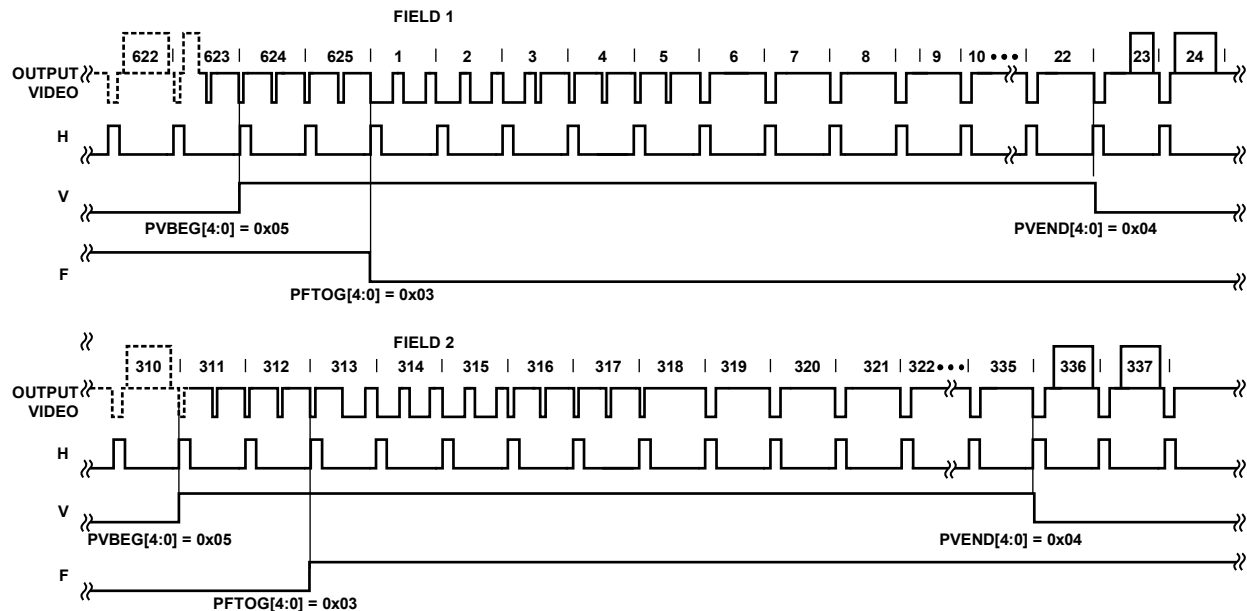 FIELD 1
622 623 624 625 1 2 3 4 5 6 7 8 9 10 ••• 22 23 24
OUTPUT
VIDEO
H
V
PVBEG[4:0] = 0x05 PVEND[4:0] = 0x04
F
PFTOG[4:0] = 0x03
FIELD 2
310 311 312 313 314 315 316 317 318 319 320 321 322 ••• 335 336 337
OUTPUT
VIDEO
H
V
PVBEG[4:0] = 0x05 PVEND[4:0] = 0x04
F
PFTOG[4:0] = 0x03